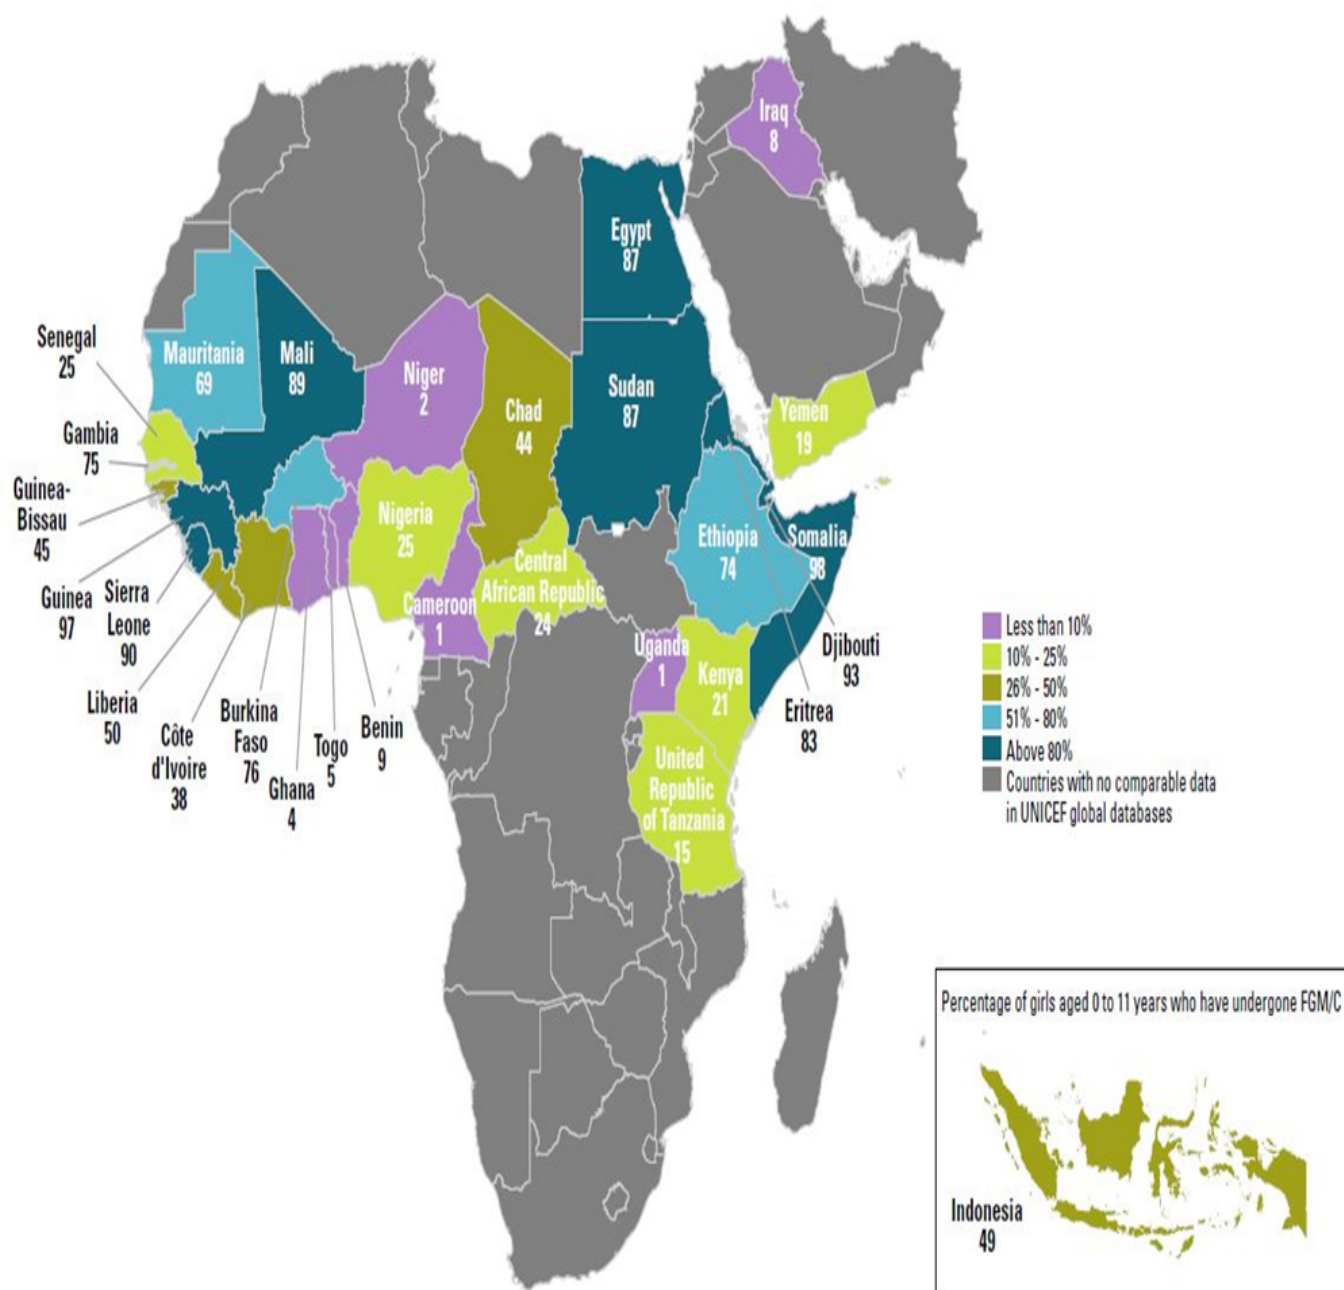 Iraq
8
Egypt
87
Senegal
25
Mauritania
69
Mali
89
Niger
2
Chad
44
Sudan
87
Yemen
19
Gambia
75
Guinea-
Bissau
45
Nigeria
25
Ethiopia
74
Somalia
98
Central
African Republic
24
Guinea
97
Sierra
Leone
90
Cameroon
1
Uganda
1
Kenya
21
Djibouti
93
Eritrea
83
Liberia
50
Côte
d'Ivoire
38
Burkina
Faso
76
Ghana
4
Togo
5
Benin
9
United
Republic
of Tanzania
15
Less than 10%
10% - 25%
26% - 50%
51% - 80%
Above 80%
Countries with no comparable data
in UNICEF global databases
Percentage of girls aged 0 to 11 years who have undergone FGM/C
Indonesia
49